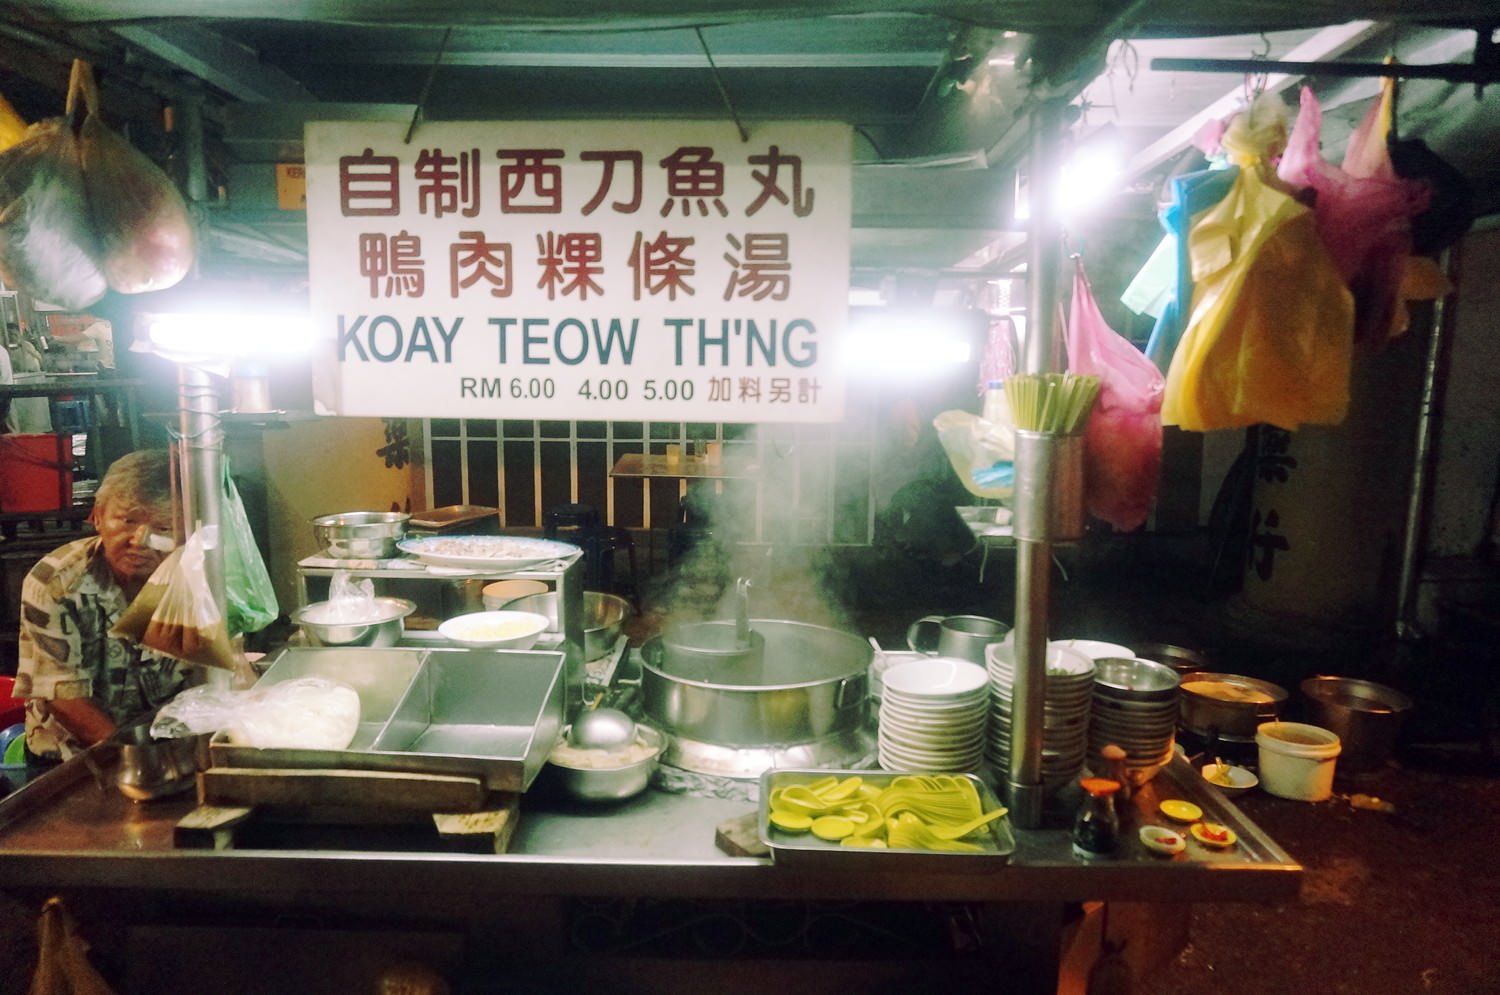 自制西刀魚丸
鴨肉粿條湯
KOAY TEOW TH'NG
RM 6.00 4.00 5.00 加料另計